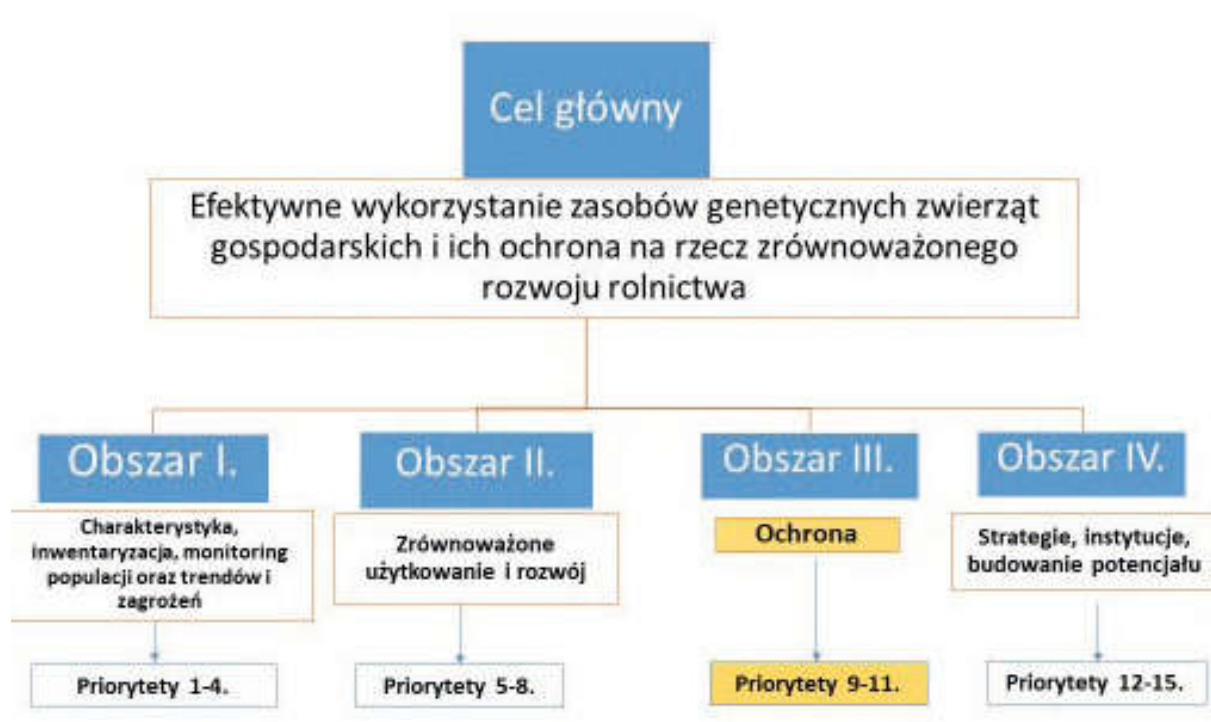 Cel główny
Efektywne wykorzystanie zasobów genetycznych zwierząt
gospodarskich i ich ochrona na rzecz zrównoważonego
rozwoju rolnictwa
Obszar I.
Charakterystyka,
inwentaryzacja, monitoring
populacji oraz trendów i
zagrożeń
Priorytety 1-4.
Obszar II.
Zrównoważone
użytkowanie i rozwój
Priorytety 5-8.
Obszar III.
Ochrona
Priorytety 9-11.
Obszar IV.
Strategie, instytucje,
budowanie potencjału
Priorytety 12-15.